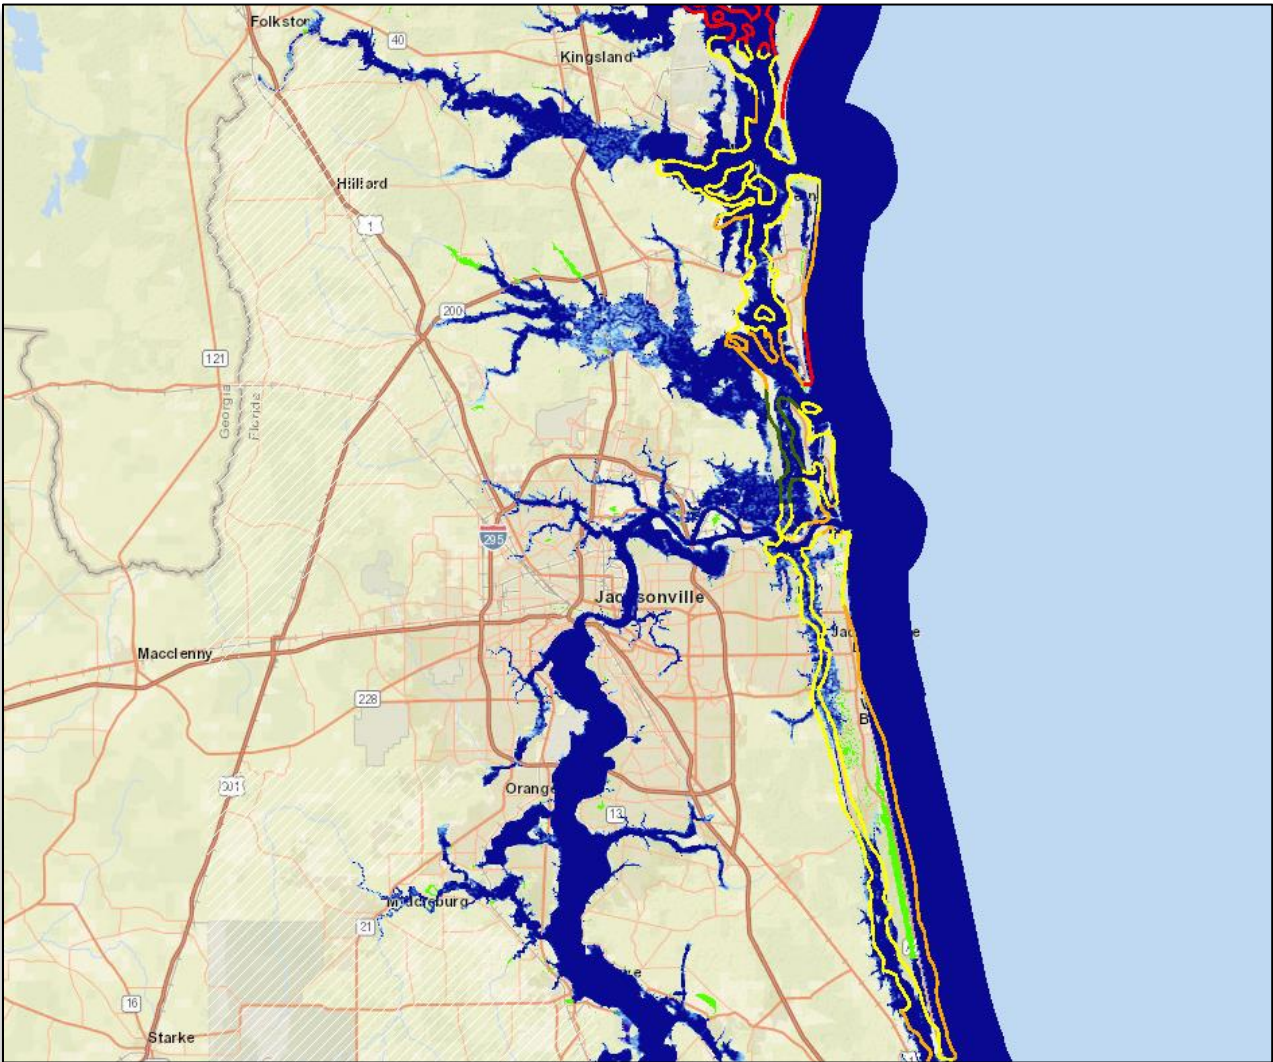 Folkston
40
Kingsland
Hilliard
1
200
121
Georgia
Florida
295
Jacksonville
Macclenny
228
301
Orange
13
Middleburg
21
16
Starke